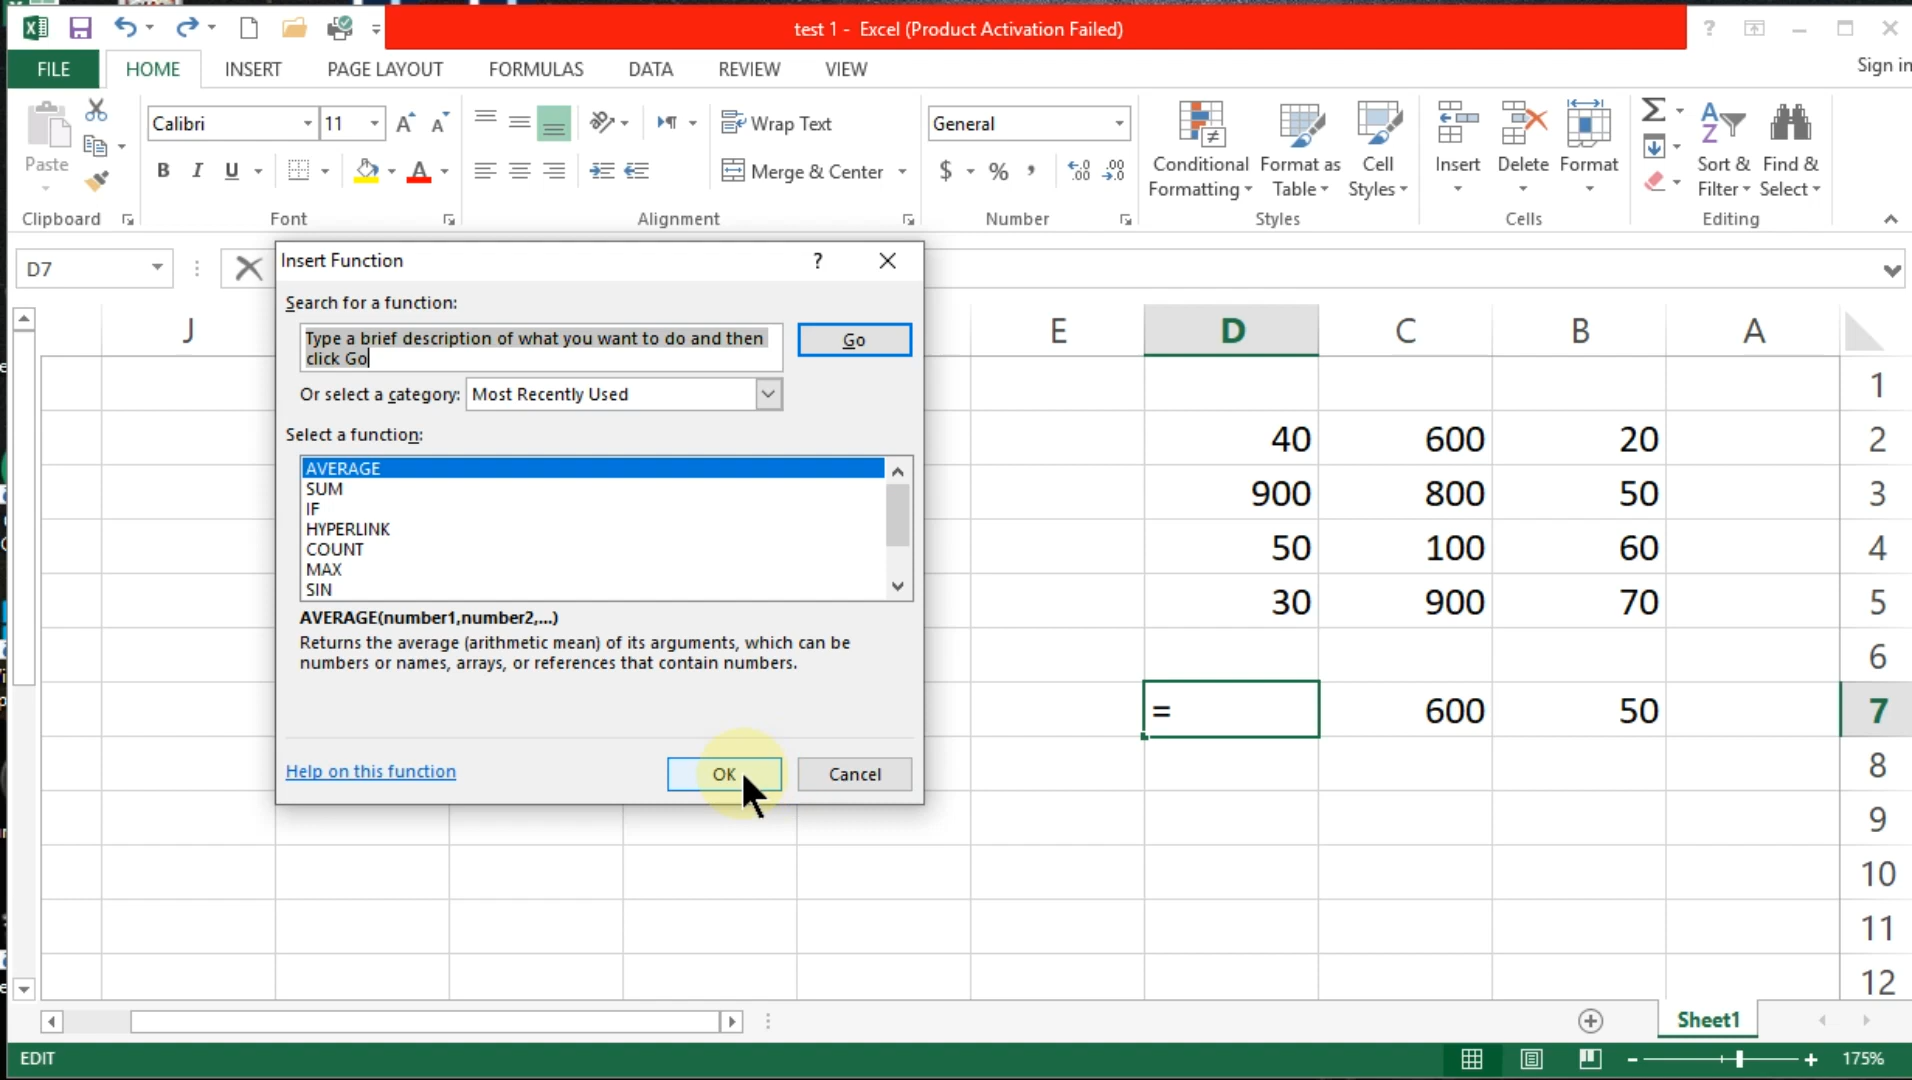 test 1 - Excel (Product Activation Failed)
?
FILE HOME INSERT PAGE LAYOUT FORMULAS DATA REVIEW VIEW
Sign in
Paste
Clipboard
Calibri 11
B I U
Font
Wrap Text
Merge & Center
Alignment
General
$ % ,
Number
Conditional Formatting
Format as Table
Cell Styles
Styles
Insert Delete Format
Cells
Sort & Filter
Find & Select
Editing
D7
Insert Function
?
Search for a function:
Type a brief description of what you want to do and then
click Go
Go
Or select a category: Most Recently Used
Select a function:
AVERAGE
SUM
IF
HYPERLINK
COUNT
MAX
SIN
AVERAGE(number1,number2,...)
Returns the average (arithmetic mean) of its arguments, which can be
numbers or names, arrays, or references that contain numbers.
Help on this function
OK Cancel
J E D C B A
1
40 600 20 2
900 800 50 3
50 100 60 4
30 900 70 5
6
= 600 50 7
8
9
10
11
12
Sheet1
EDIT
175%